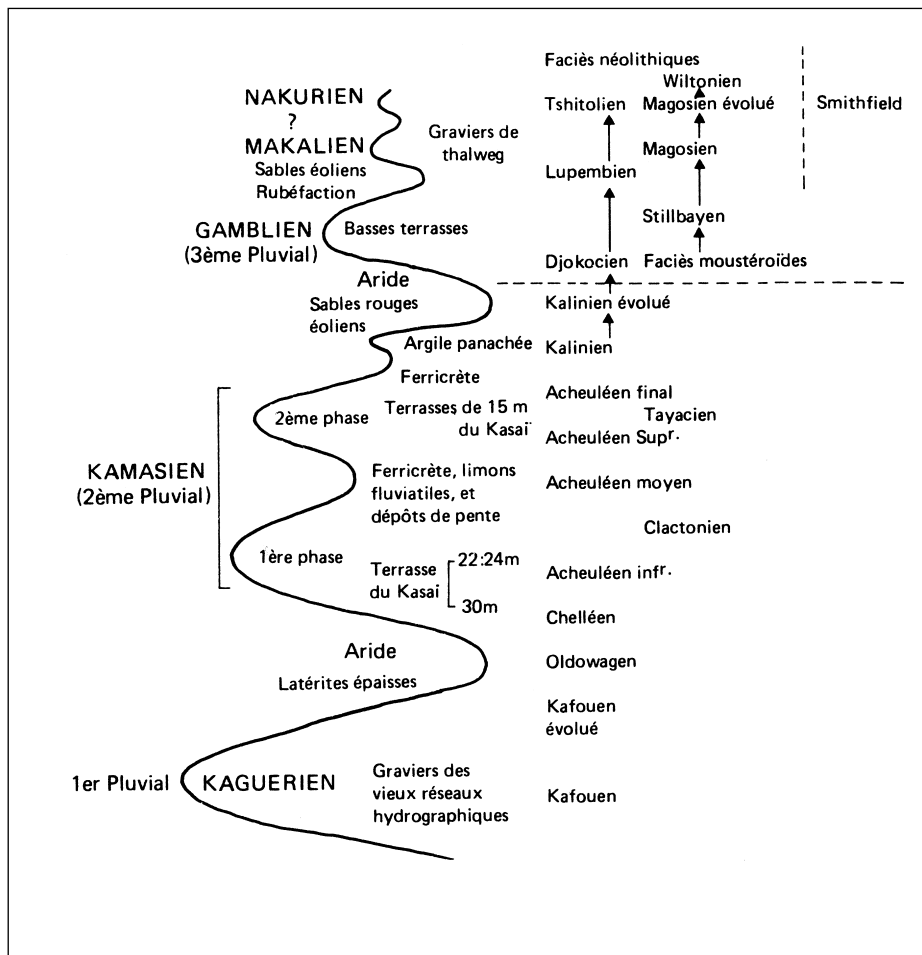 Faciès néolithiques
Wiltonien
NAKURIEN
Tshitolien
Magosien évolué
Smithfield
?
Graviers de
thalweg
MAKALIEN
Magosien
Sables éoliens
Rubéfaction
Lupembien
Stillbayen
GAMBLIEN
(3ème Pluvial)
Basses terrasses
Djokocien
Faciès moustéroïdes
Aride
Sables rouges
éoliens
Kalinien évolué
Argile panachée
Kalinien
Ferricrète
Acheuléen final
2ème phase
Terrasses de 15 m
du Kasaï
Tayacien
Acheuléen Supr.
KAMASIEN
(2ème Pluvial)
Ferricrète, limons
fluviatiles, et
dépôts de pente
Acheuléen moyen
Clactonien
1ère phase
Terrasse
du Kasaï
22:24m
30m
Acheuléen infr.
Chelléen
Aride
Latérites épaisses
Oldowagen
Kafouen
évolué
1er Pluvial
KAGUERIEN
Graviers des
vieux réseaux
hydrographiques
Kafouen